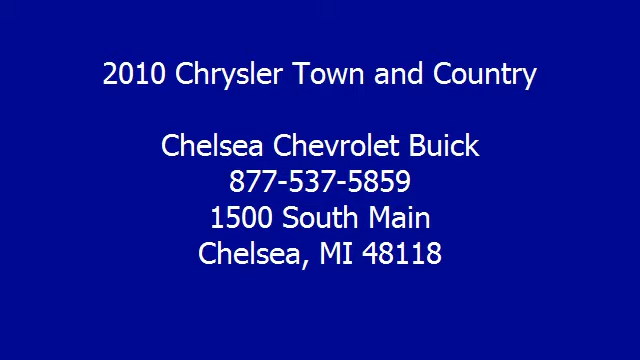 2010 Chrysler Town and Country
Chelsea Chevrolet Buick
877-537-5859
1500 South Main
Chelsea, MI 48118